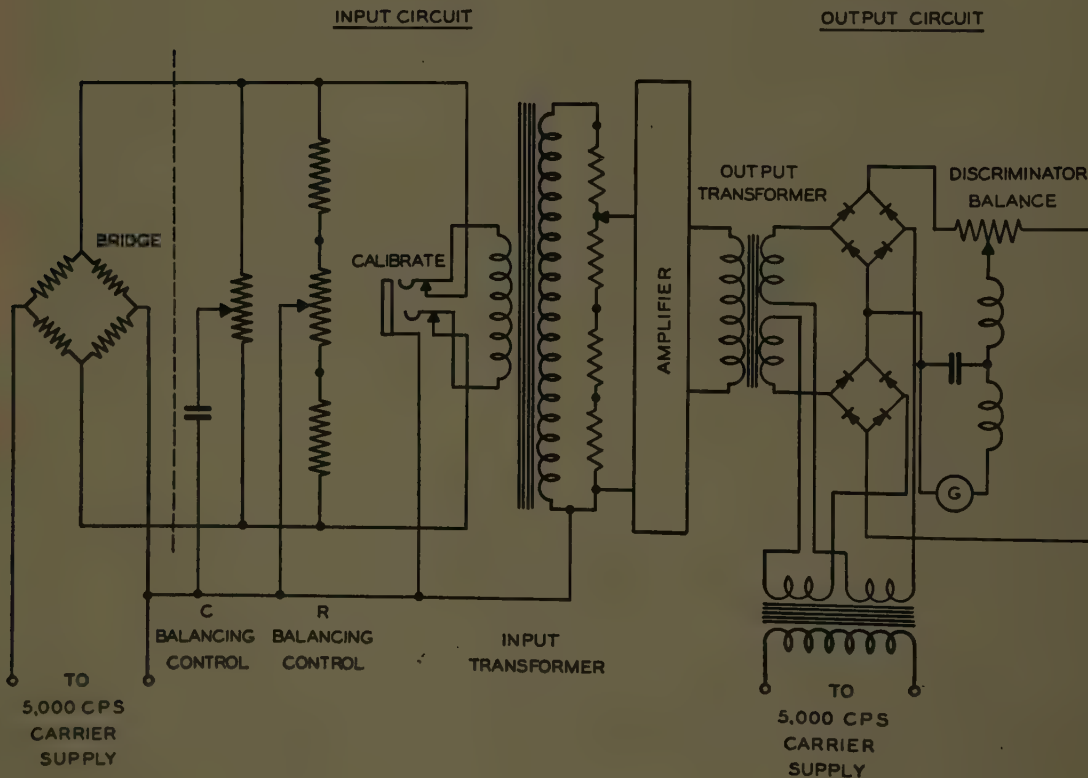 INPUT CIRCUIT
OUTPUT CIRCUIT
BRIDGE
CALIBRATE
AMPLIFIER
OUTPUT
TRANSFORMER
DISCRIMINATOR
BALANCE
G
C
BALANCING
CONTROL
R
BALANCING
CONTROL
INPUT
TRANSFORMER
TO
5,000 CPS
CARRIER
SUPPLY
TO
5,000 CPS
CARRIER
SUPPLY